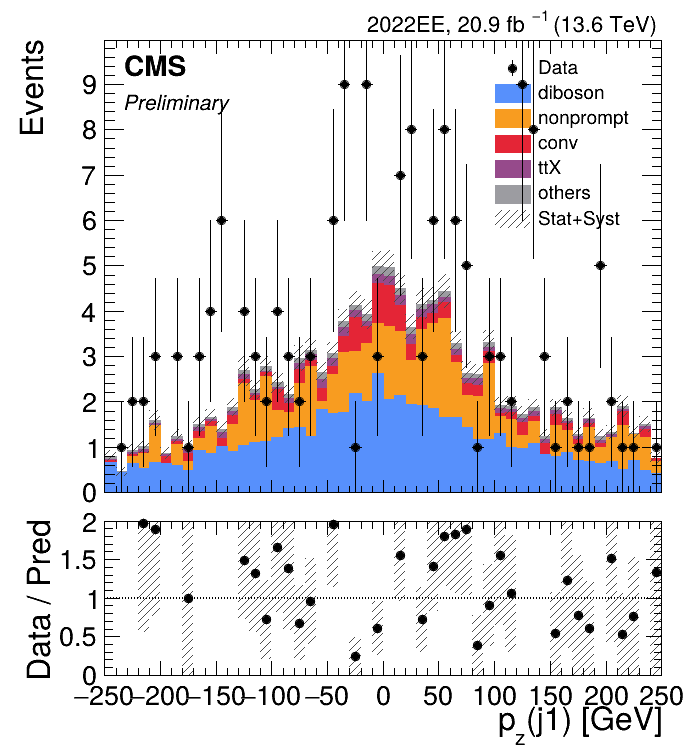 2022EE, 20.9 fb⁻¹ (13.6 TeV)
CMS
Preliminary
Events
Data
diboson
nonprompt
conv
ttX
others
Stat+Syst
9
8
7
6
5
4
3
2
1
0
Data / Pred
2
1.5
1
0.5
0
−250 −200 −150 −100 −50 0 50 100 150 200 250
p_z(j1) [GeV]